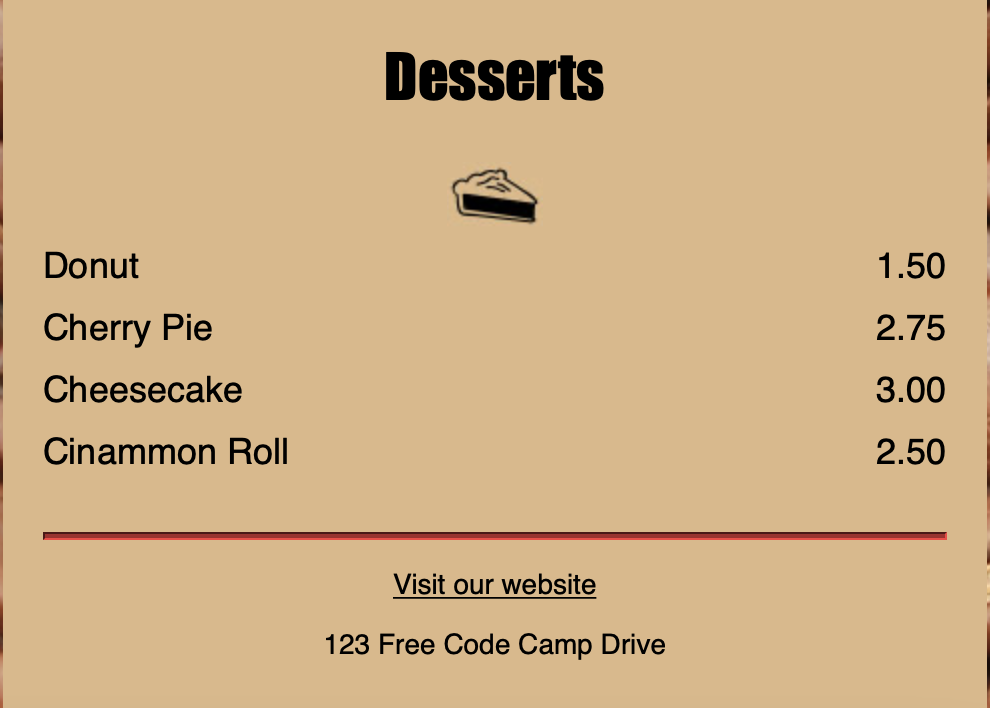 Desserts
Donut 1.50
Cherry Pie 2.75
Cheesecake 3.00
Cinammon Roll 2.50
Visit our website
123 Free Code Camp Drive